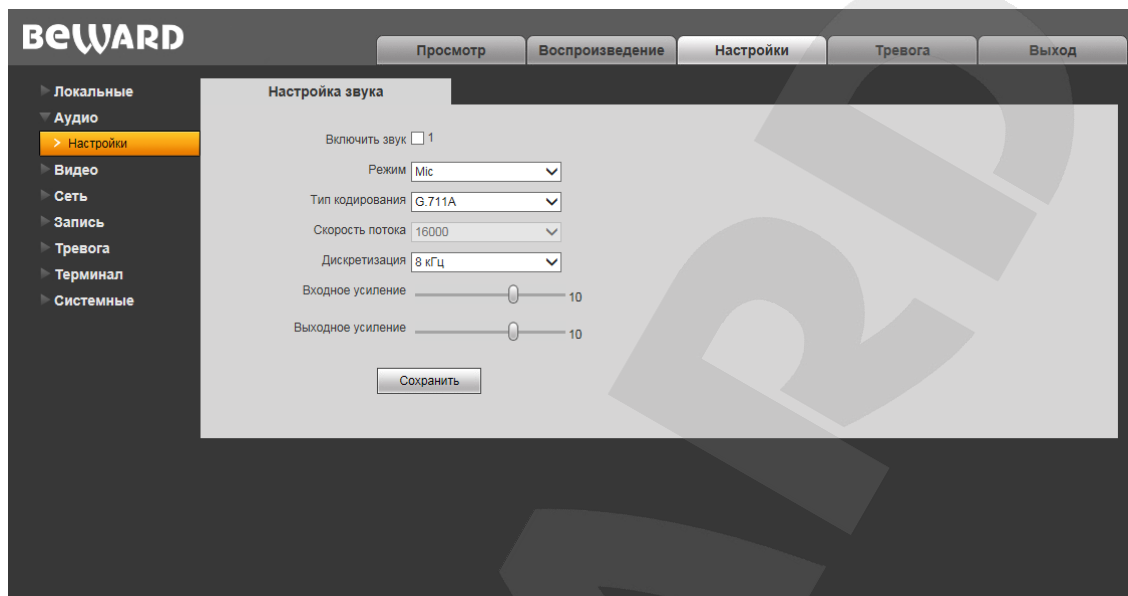 BEWARD
Просмотр Воспроизведение Настройки Тревога Выход
Локальные
Аудио
> Настройки
Видео
Сеть
Запись
Тревога
Терминал
Системные
Настройка звука
Включить звук 1
Режим Mic
Тип кодирования G.711A
Скорость потока 16000
Дискретизация 8 кГц
Входное усиление 10
Выходное усиление 10
Сохранить